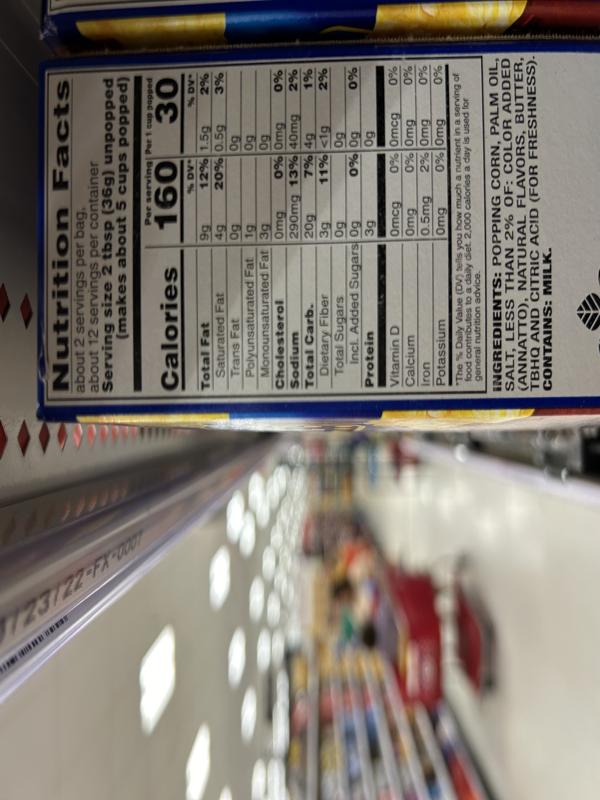 Nutrition Facts
about 2 servings per bag,
about 12 servings per container
Serving size 2 tbsp (36g) unpopped
(makes about 5 cups popped)
Per serving Per 1 cup popped
Calories 160 30
% DV* % DV*
Total Fat 9g 12% 1.5g 2%
Saturated Fat 4g 20% 0.5g 3%
Trans Fat 0g 0g
Polyunsaturated Fat 1g 0g
Monounsaturated Fat 3g 0g
Cholesterol 0mg 0% 0mg 0%
Sodium 290mg 13% 40mg 2%
Total Carb. 20g 7% 4g 1%
Dietary Fiber 3g 11% <1g 2%
Total Sugars 0g 0g
Incl. Added Sugars 0g 0% 0g 0%
Protein 3g 0g
Vitamin D 0mcg 0% 0mcg 0%
Calcium 0mg 0% 0mg 0%
Iron 0.5mg 2% 0mg 0%
Potassium 0mg 0% 0mg 0%
*The % Daily Value (DV) tells you how much a nutrient in a serving of
food contributes to a daily diet. 2,000 calories a day is used for
general nutrition advice.
INGREDIENTS: POPPING CORN, PALM OIL,
SALT, LESS THAN 2% OF: COLOR ADDED
(ANNATTO), NATURAL FLAVORS, BUTTER,
TBHQ AND CITRIC ACID (FOR FRESHNESS).
CONTAINS: MILK.
/23/22-FX-0007